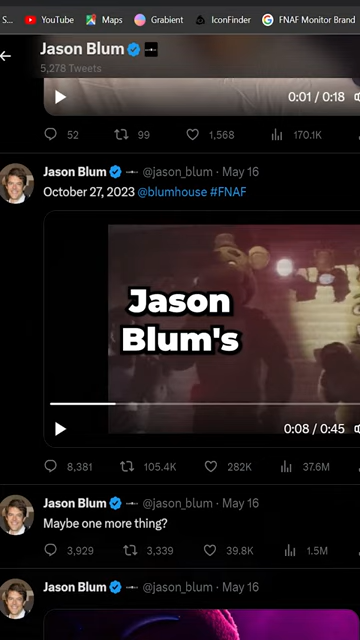 S...
YouTube
Maps
Grabient
IconFinder
FNAF Monitor Brand
Jason Blum
5,278 Tweets
0:01 / 0:18
52
99
1,568
170.1K
Jason Blum @jason_blum · May 16
October 27, 2023 @blumhouse #FNAF
Jason
Blum's
0:08 / 0:45
8,381
105.4K
282K
37.6M
Jason Blum @jason_blum · May 16
Maybe one more thing?
3,929
3,339
39.8K
1.5M
Jason Blum @jason_blum · May 16